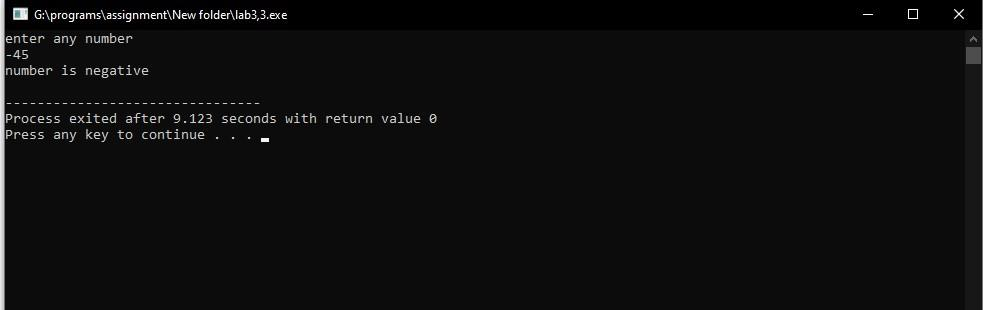 G:\programs\assignment\New folder\lab3,3.exe
enter any number
-45
number is negative
--------------------------------
Process exited after 9.123 seconds with return value 0
Press any key to continue . . .